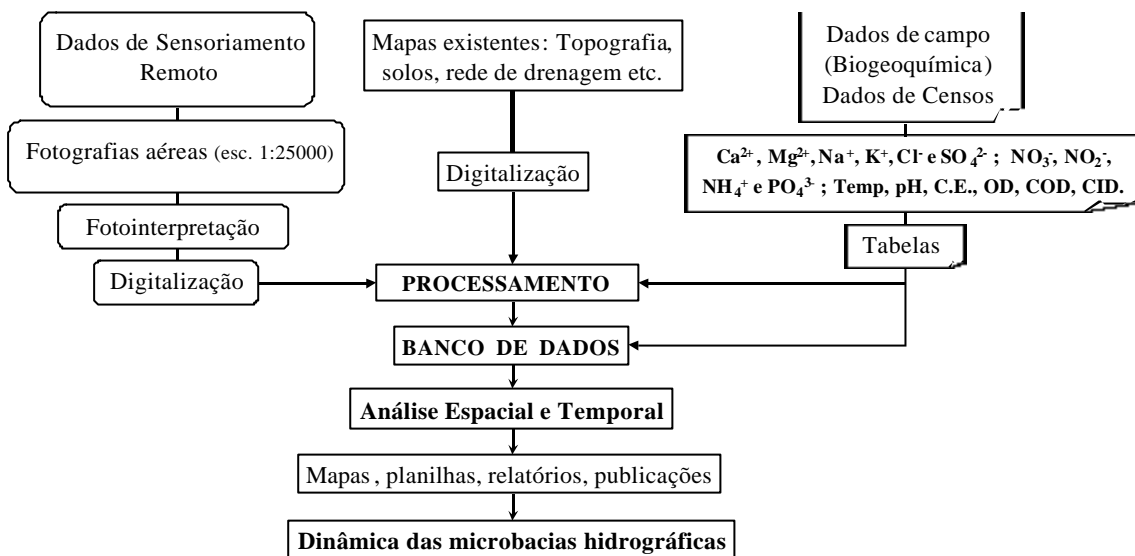 Dados de Sensoriamento
Remoto
Fotografias aéreas (esc. 1:25000)
Fotointerpretação
Digitalização
Mapas existentes: Topografia,
solos, rede de drenagem etc.
Digitalização
Dados de campo
(Biogeoquímica)
Dados de Censos
Ca²⁺, Mg²⁺, Na⁺, K⁺, Cl⁻ e SO₄²⁻ ; NO₃⁻, NO₂⁻,
NH₄⁺ e PO₄³⁻ ; Temp, pH, C.E., OD, COD, CID.
Tabelas
PROCESSAMENTO
BANCO DE DADOS
Análise Espacial e Temporal
Mapas , planilhas, relatórios, publicações
Dinâmica das microbacias hidrográficas